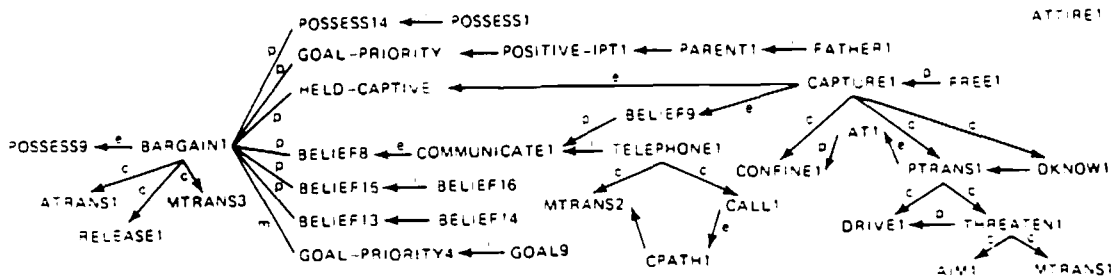 POSSESS14 POSSESS1 ATTIRE1
p
GOAL-PRIORITY POSITIVE-IPT1 PARENT1 FATHER1
p
HELD-CAPTIVE e CAPTURE1 p FREE1
p BELIEF9 e
p c AT1 c c
POSSESS9 e BARGAIN1 p BELIEF8 e COMMUNICATE1 TELEPHONE1 p e
CONFINE1 PTRANS1 DKNOW1
c c p BELIEF15 BELIEF16 c c
p
ATRANS1 c MTRANS3 MTRANS2 CALL1 c c
BELIEF13 BELIEF14
RELEASE1 m e DRIVE1 p THREATEN1
GOAL-PRIORITY4 GOAL9 CPATH1 c c
AIM1 MTRANS1